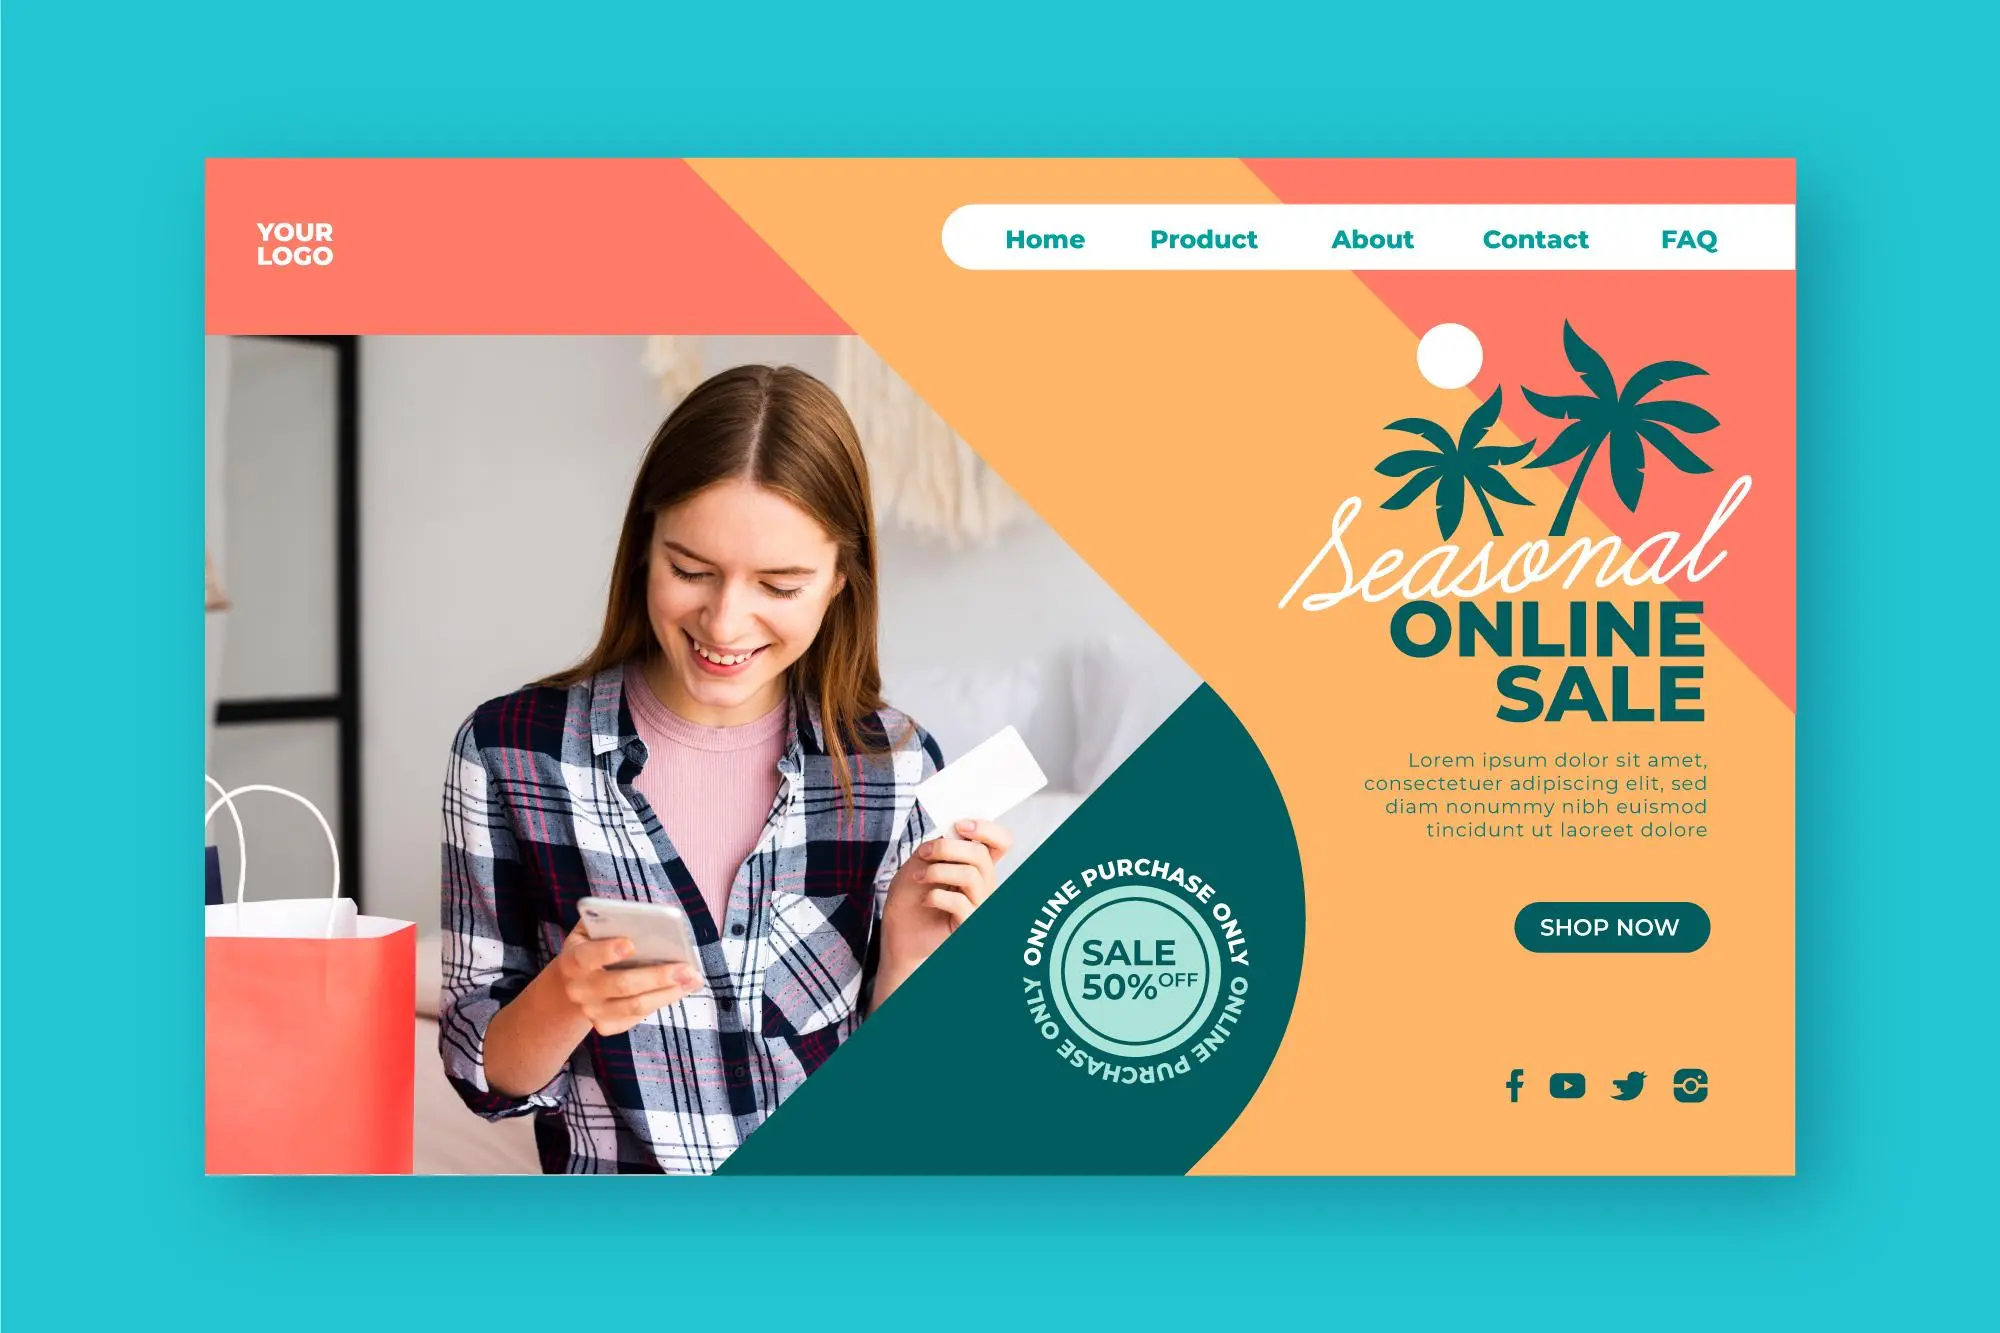 YOUR
LOGO
Home Product About Contact FAQ
Seasonal
ONLINE
SALE
Lorem ipsum dolor sit amet,
consectetuer adipiscing elit, sed
diam nonummy nibh euismod
tincidunt ut laoreet dolore
SHOP NOW
ONLINE PURCHASE ONLY
SALE
50% OFF
ONLINE PURCHASE ONLY